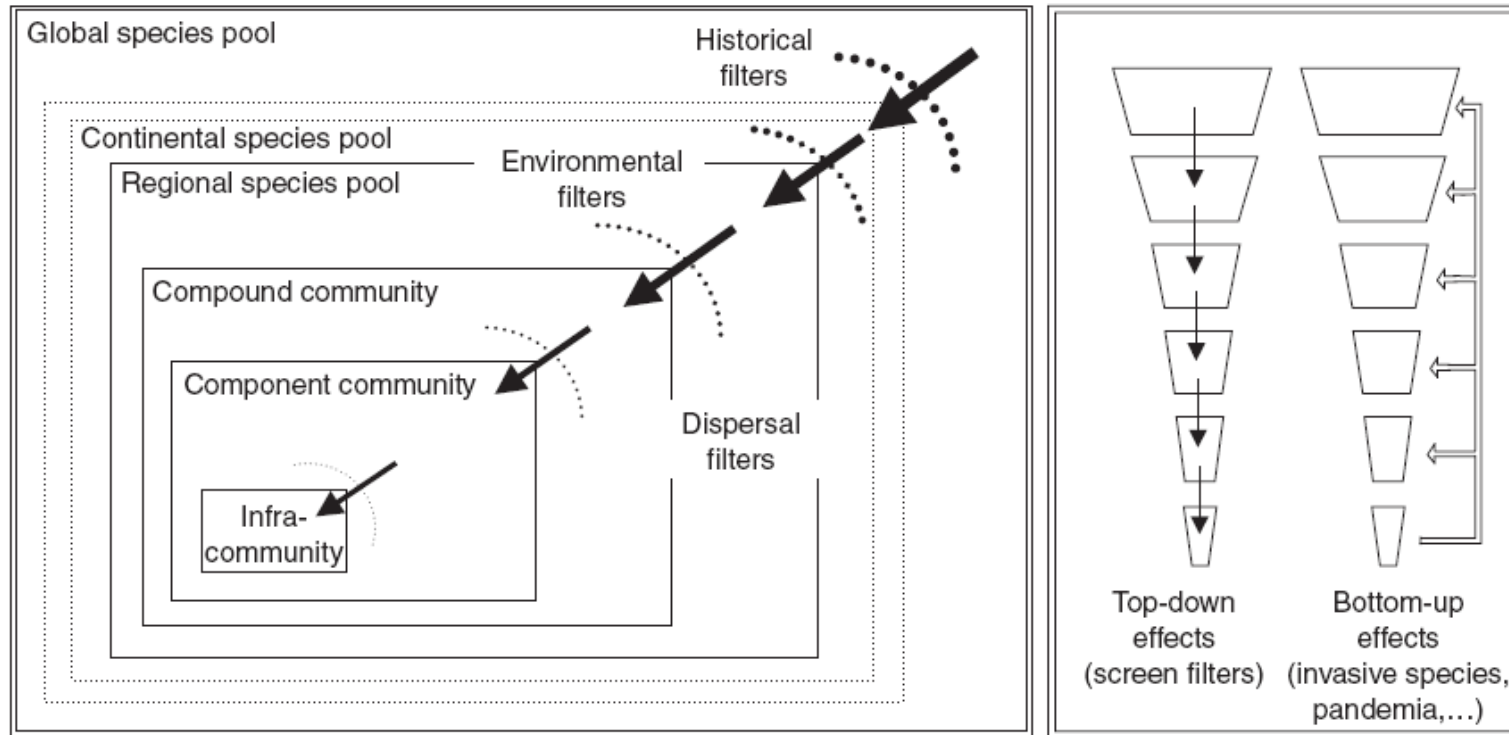 Global species pool
Historical
filters
Continental species pool
Environmental
filters
Regional species pool
Compound community
Component community
Dispersal
filters
Infra-
community
Top-down
effects
(screen filters)
Bottom-up
effects
(invasive species,
pandemia,...)